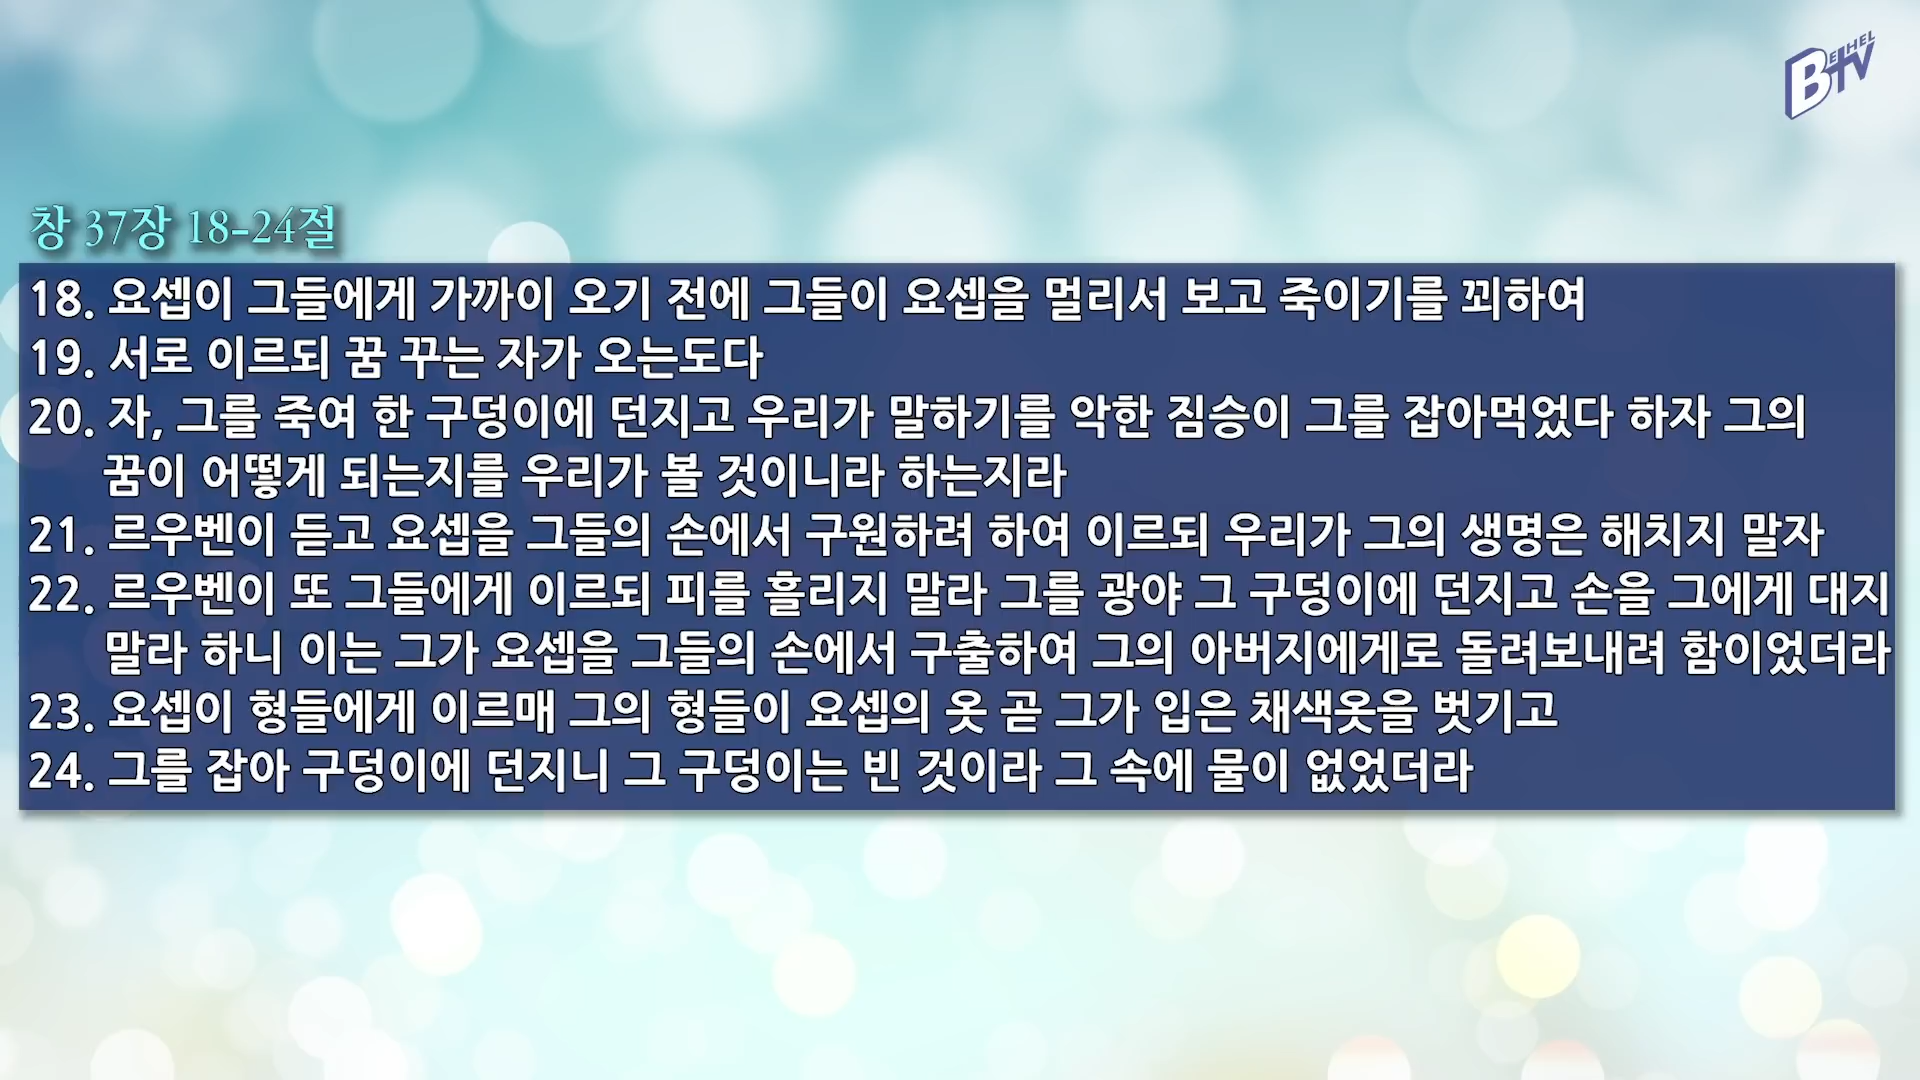 BETHEL TV
창 37장 18-24절
18. 요셉이 그들에게 가까이 오기 전에 그들이 요셉을 멀리서 보고 죽이기를 꾀하여
19. 서로 이르되 꿈 꾸는 자가 오는도다
20. 자, 그를 죽여 한 구덩이에 던지고 우리가 말하기를 악한 짐승이 그를 잡아먹었다 하자 그의
꿈이 어떻게 되는지를 우리가 볼 것이니라 하는지라
21. 르우벤이 듣고 요셉을 그들의 손에서 구원하려 하여 이르되 우리가 그의 생명은 해치지 말자
22. 르우벤이 또 그들에게 이르되 피를 흘리지 말라 그를 광야 그 구덩이에 던지고 손을 그에게 대지
말라 하니 이는 그가 요셉을 그들의 손에서 구출하여 그의 아버지에게로 돌려보내려 함이었더라
23. 요셉이 형들에게 이르매 그의 형들이 요셉의 옷 곧 그가 입은 채색옷을 벗기고
24. 그를 잡아 구덩이에 던지니 그 구덩이는 빈 것이라 그 속에 물이 없었더라